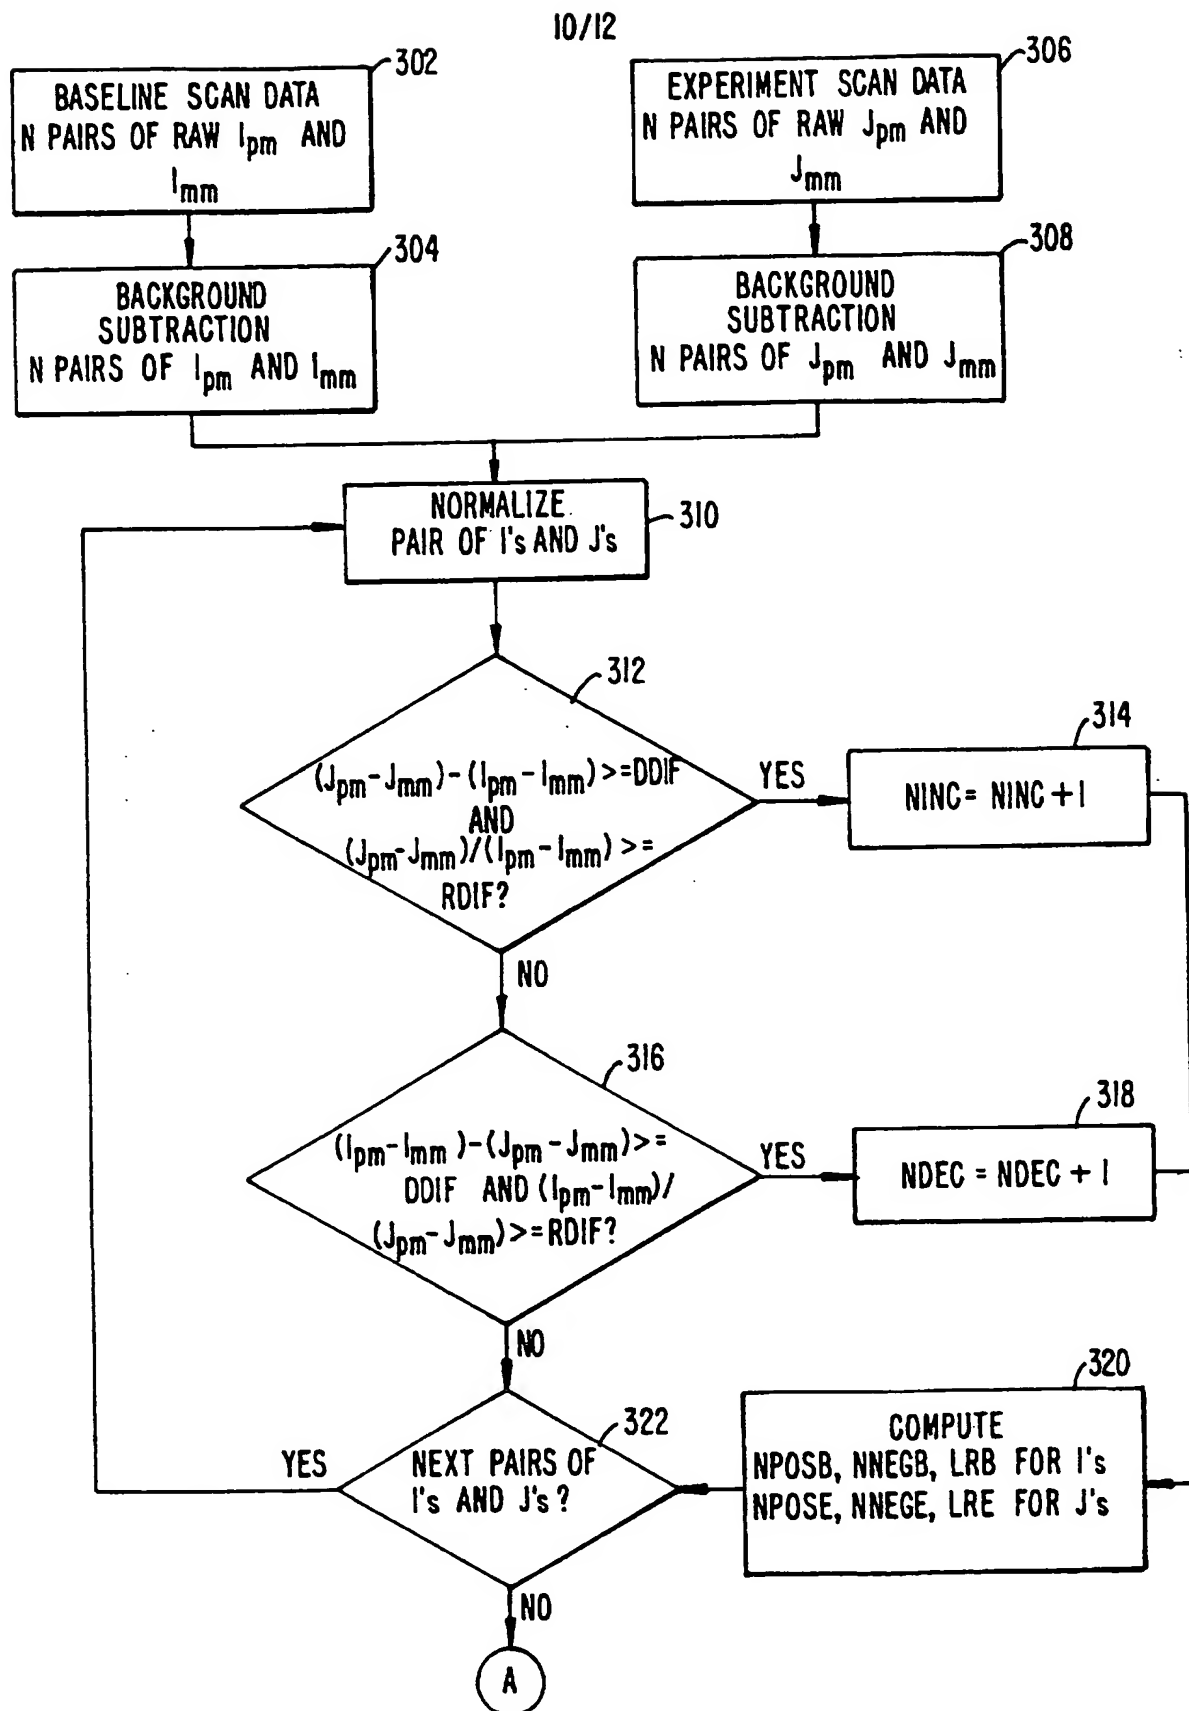 10/12
302
BASELINE SCAN DATA
N PAIRS OF RAW Ipm AND
Imm
306
EXPERIMENT SCAN DATA
N PAIRS OF RAW Jpm AND
Jmm
304
BACKGROUND
SUBTRACTION
N PAIRS OF Ipm AND Imm
308
BACKGROUND
SUBTRACTION
N PAIRS OF Jpm AND Jmm
NORMALIZE
PAIR OF I's AND J's
310
312
(Jpm-Jmm)-(Ipm-Imm)>=DDIF
AND
(Jpm-Jmm)/(Ipm-Imm)>=
RDIF?
YES
314
NINC= NINC+1
NO
316
(Ipm-Imm)-(Jpm-Jmm)>=
DDIF AND (Ipm-Imm)/
(Jpm-Jmm)>=RDIF?
YES
318
NDEC = NDEC + 1
NO
322
NEXT PAIRS OF
I's AND J's?
YES
320
COMPUTE
NPOSB, NNEGB, LRB FOR I's
NPOSE, NNEGE, LRE FOR J's
NO
A